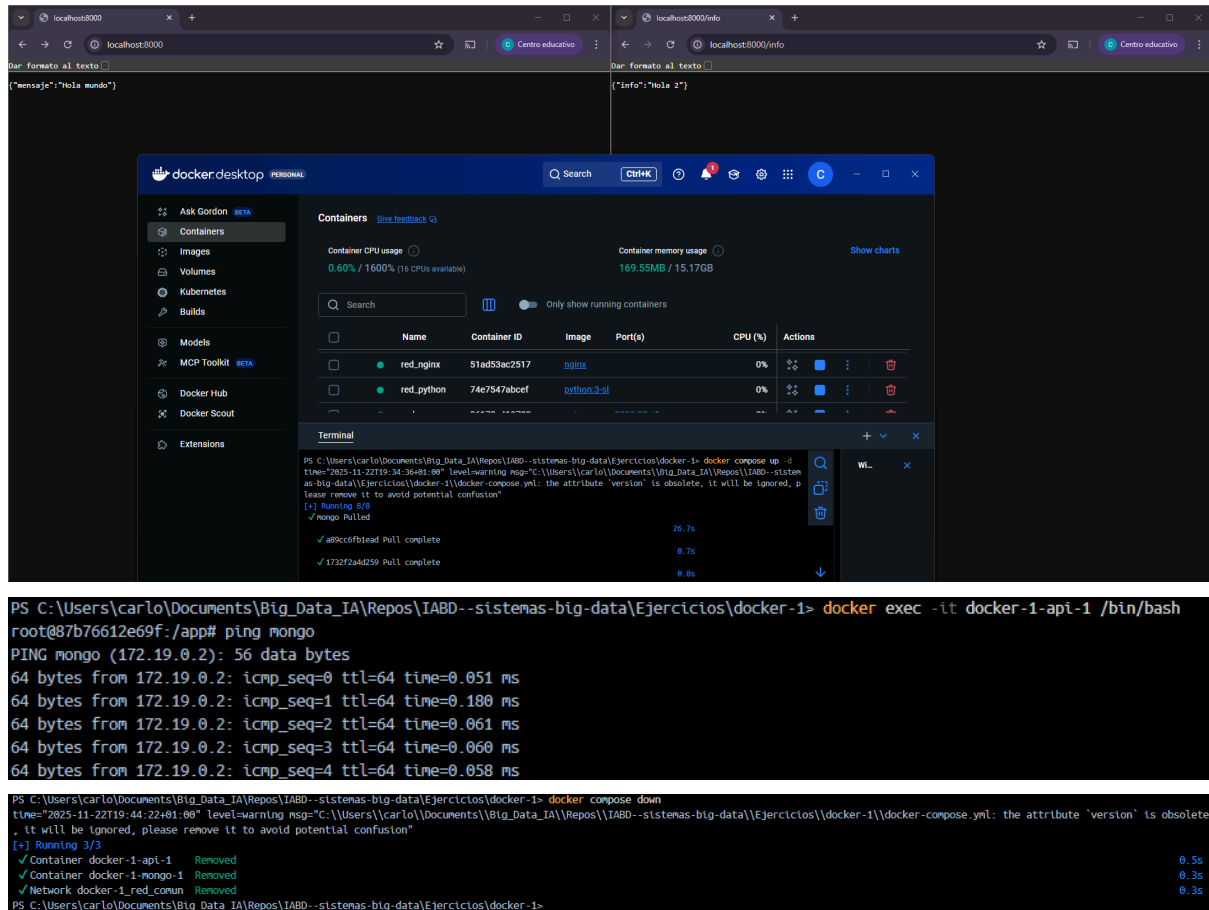 localhost:8000
localhost:8000/info
localhost:8000
Centro educativo
localhost:8000/info
Centro educativo
Dar formato al texto
Dar formato al texto
{"mensaje":"Hola mundo"}
{"info":"Hola 2"}
docker.desktop PERSONAL
Search
Ctrl+K
1
C
Ask Gordon BETA
Containers
Images
Volumes
Kubernetes
Builds
Models
MCP Toolkit BETA
Docker Hub
Docker Scout
Extensions
Containers Give feedback
Container CPU usage
0.60% / 1600% (16 CPUs available)
Container memory usage
169.55MB / 15.17GB
Show charts
Search
Only show running containers
Name Container ID Image Port(s) CPU (%) Actions
red_nginx 51ad53ac2517 nginx 0%
red_python 74e7547abcef python:3-sl 0%
Terminal
PS C:\Users\carlo\Documents\Big_Data_IA\Repos\IABD--sistemas-big-data\Ejercicios\docker-1> docker compose up -d
time="2025-11-22T19:34:36+01:00" level=warning msg="C:\\Users\\carlo\\Documents\\Big_Data_IA\\Repos\\IABD--sistem
as-big-data\\Ejercicios\\docker-1\\docker-compose.yml: the attribute `version` is obsolete, it will be ignored, p
lease remove it to avoid potential confusion"
[+] Running 8/8
✓ mongo Pulled
26.7s
✓ a89cc6fb1ead Pull complete
0.7s
✓ 1732f2a4d259 Pull complete
0.8s
Wi...
PS C:\Users\carlo\Documents\Big_Data_IA\Repos\IABD--sistemas-big-data\Ejercicios\docker-1> docker exec -it docker-1-api-1 /bin/bash
root@87b76612e69f:/app# ping mongo
PING mongo (172.19.0.2): 56 data bytes
64 bytes from 172.19.0.2: icmp_seq=0 ttl=64 time=0.051 ms
64 bytes from 172.19.0.2: icmp_seq=1 ttl=64 time=0.180 ms
64 bytes from 172.19.0.2: icmp_seq=2 ttl=64 time=0.061 ms
64 bytes from 172.19.0.2: icmp_seq=3 ttl=64 time=0.060 ms
64 bytes from 172.19.0.2: icmp_seq=4 ttl=64 time=0.058 ms
PS C:\Users\carlo\Documents\Big_Data_IA\Repos\IABD--sistemas-big-data\Ejercicios\docker-1> docker compose down
time="2025-11-22T19:44:22+01:00" level=warning msg="C:\\Users\\carlo\\Documents\\Big_Data_IA\\Repos\\IABD--sistemas-big-data\\Ejercicios\\docker-1\\docker-compose.yml: the attribute `version` is obsolete
, it will be ignored, please remove it to avoid potential confusion"
[+] Running 3/3
✓ Container docker-1-api-1 Removed 0.5s
✓ Container docker-1-mongo-1 Removed 0.3s
✓ Network docker-1_red_comun Removed 0.3s
PS C:\Users\carlo\Documents\Big_Data_IA\Repos\IABD--sistemas-big-data\Ejercicios\docker-1>